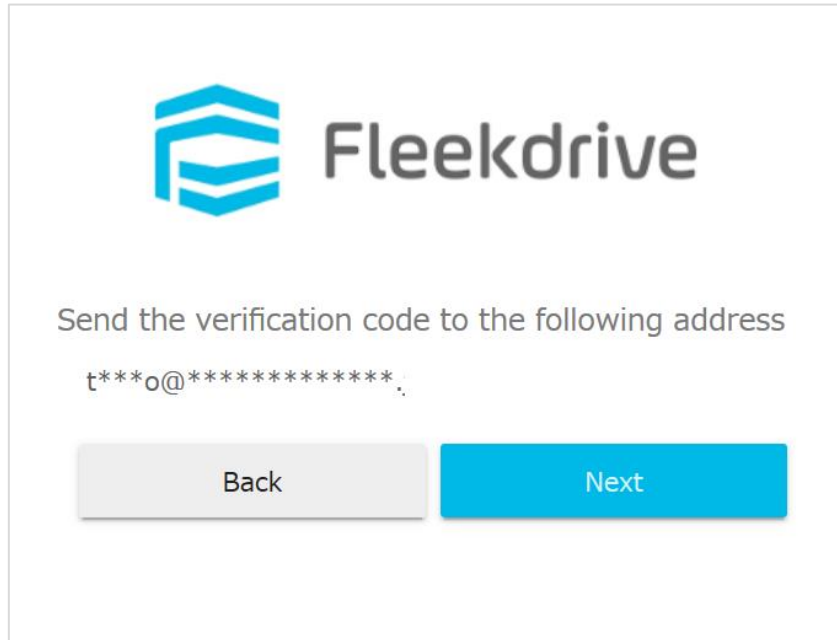 Fleekdrive
Send the verification code to the following address
t***o@*************.
Back
Next